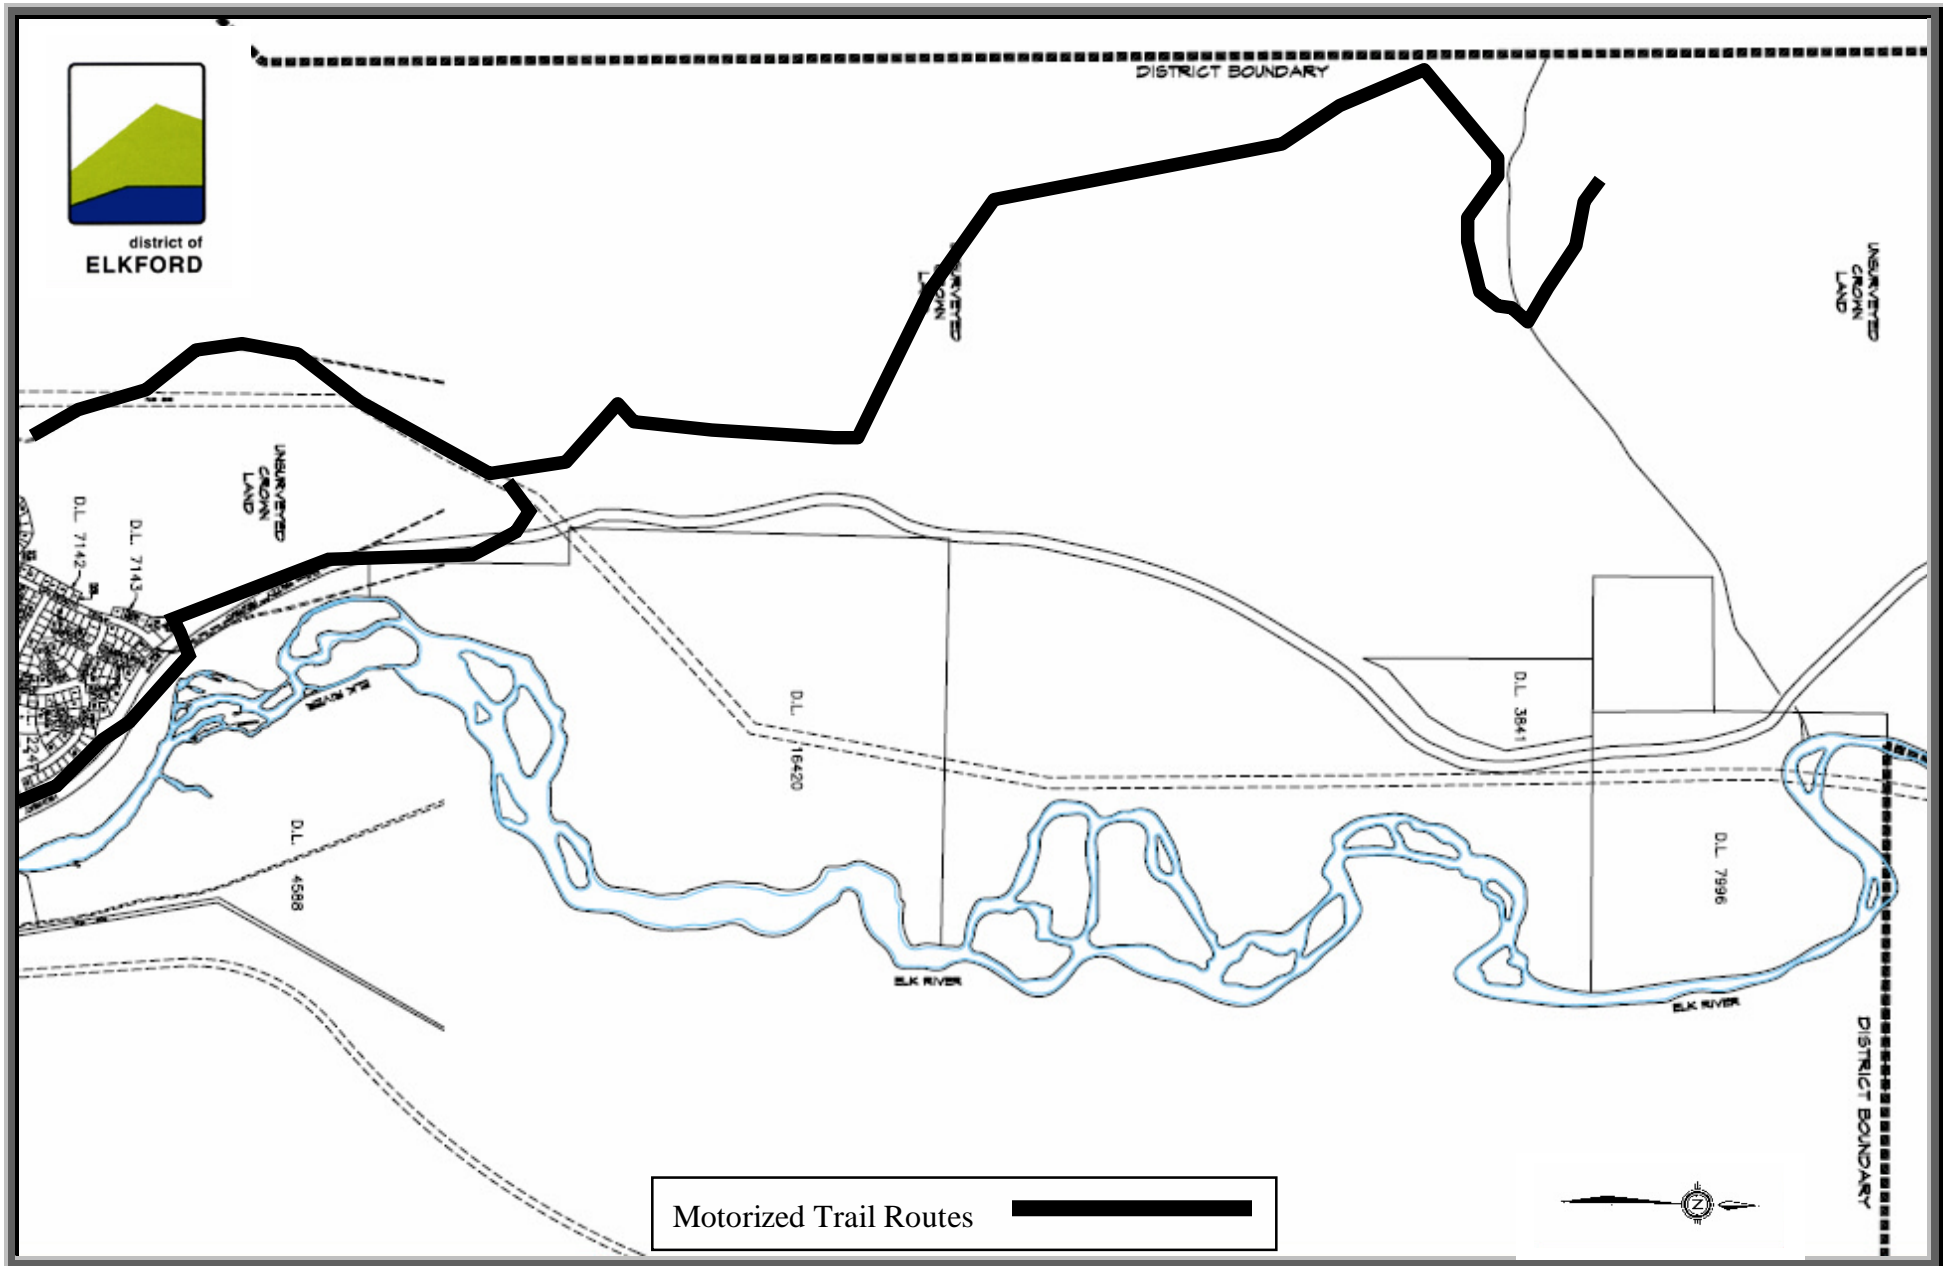 DISTRICT BOUNDARY
district of
ELKFORD
UNSURVEYED
CROWN
LAND
UNSURVEYED
CROWN
LAND
UNSURVEYED
CROWN
LAND
D.L. 7142
D.L. 7143
D.L. 3841
ELK RIVER
D.L. 16420
D.L. 4588
D.L. 7996
ELK RIVER
ELK RIVER
DISTRICT BOUNDARY
Motorized Trail Routes
N